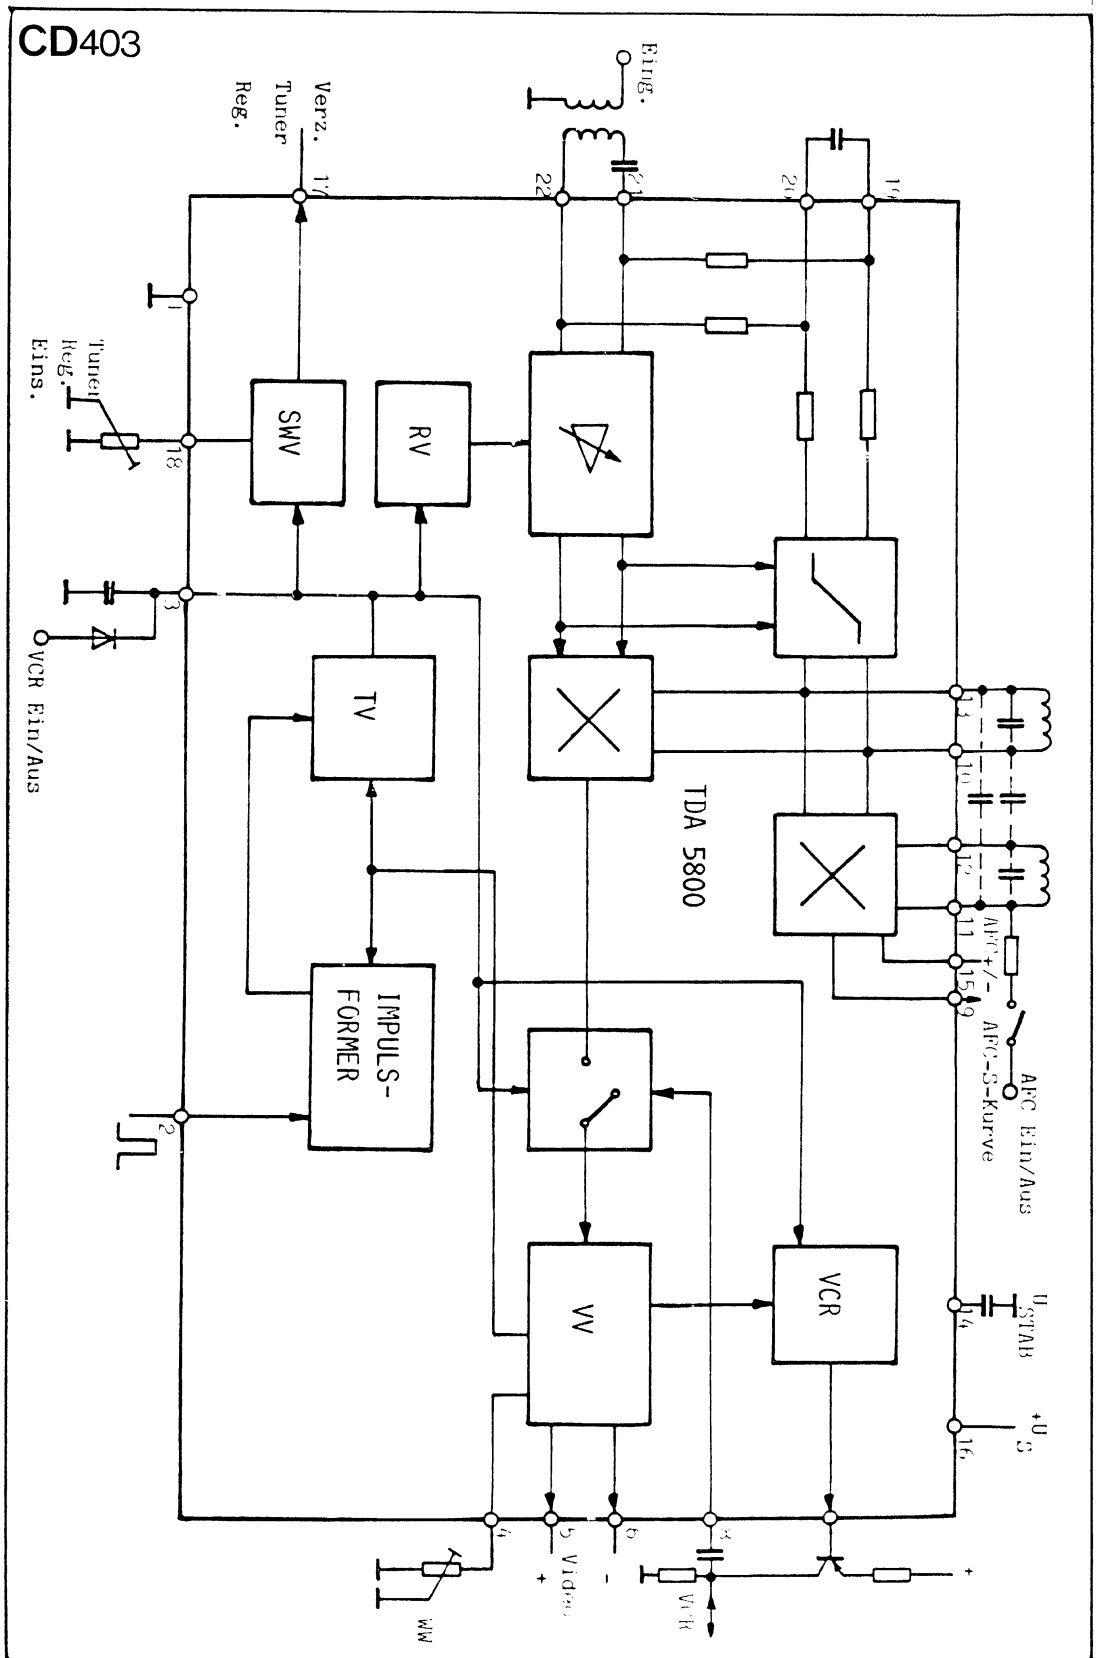 CD403
Eing.
Verz.
Tuner
Reg.
17
22
21
20
19
1
Tuner
Reg.
Eins.
18
SWV
RV
3
VCR Ein/Aus
TV
TDA 5800
13
10
12
11
15
9
AFC+/-
AFC-S-Kurve
AFC Ein/Aus
IMPULS-
FORMER
2
VCR
VV
U STAB
14
+U S
16
4
5
6
8
Video
+
-
VCR
+
WW